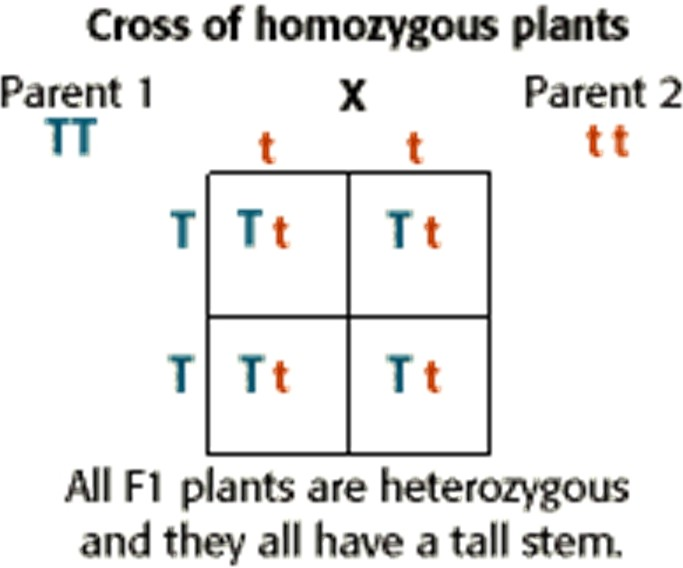 Cross of homozygous plants
Parent 1 X Parent 2
TT tt
t t
T Tt Tt
T Tt Tt
All F1 plants are heterozygous
and they all have a tall stem.